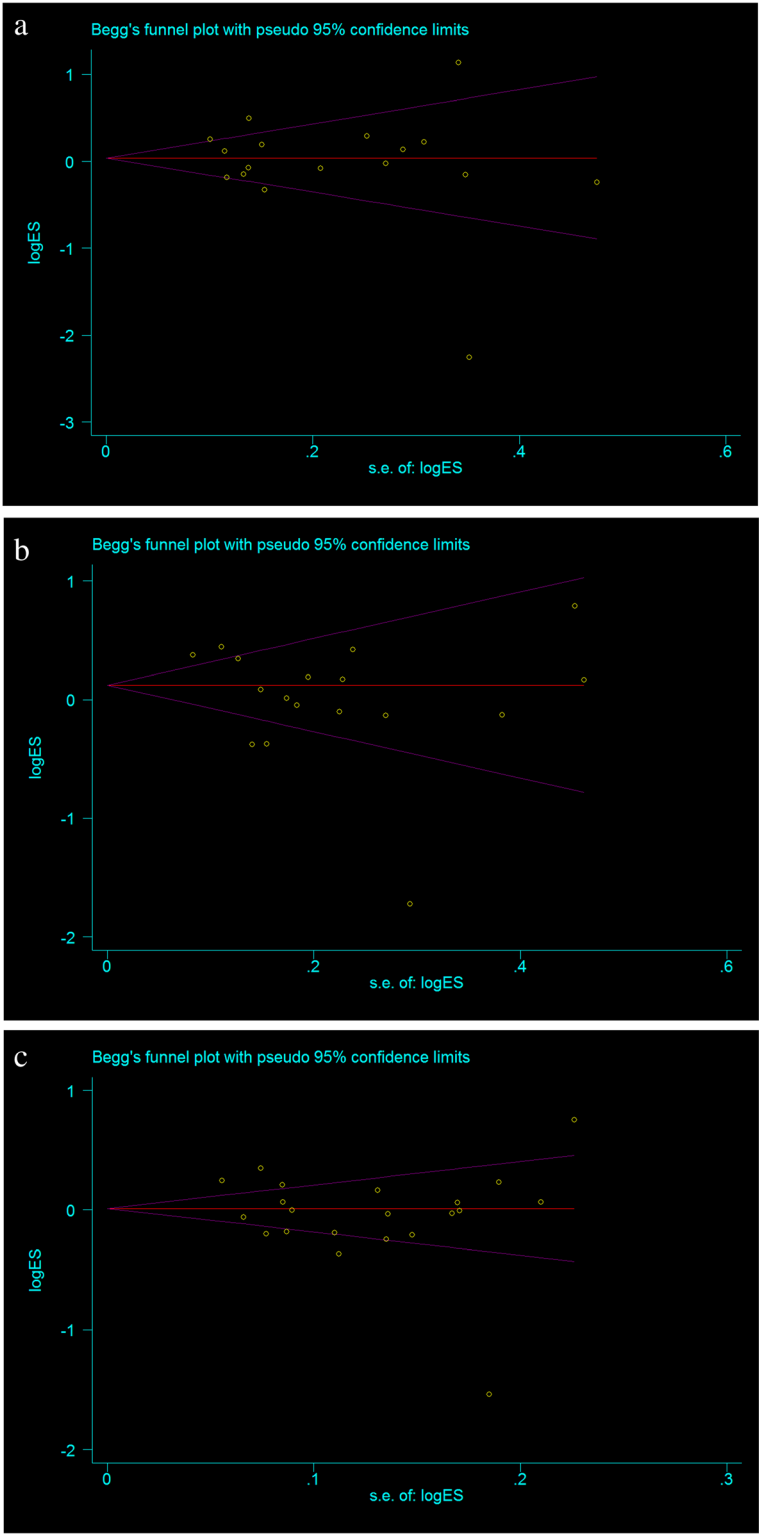 a
Begg's funnel plot with pseudo 95% confidence limits
1
0
-1
-2
-3
logES
0 .2 .4 .6
s.e. of: logES
b
Begg's funnel plot with pseudo 95% confidence limits
1
0
-1
-2
logES
0 .2 .4 .6
s.e. of: logES
c
Begg's funnel plot with pseudo 95% confidence limits
1
0
-1
-2
logES
0 .1 .2 .3
s.e. of: logES